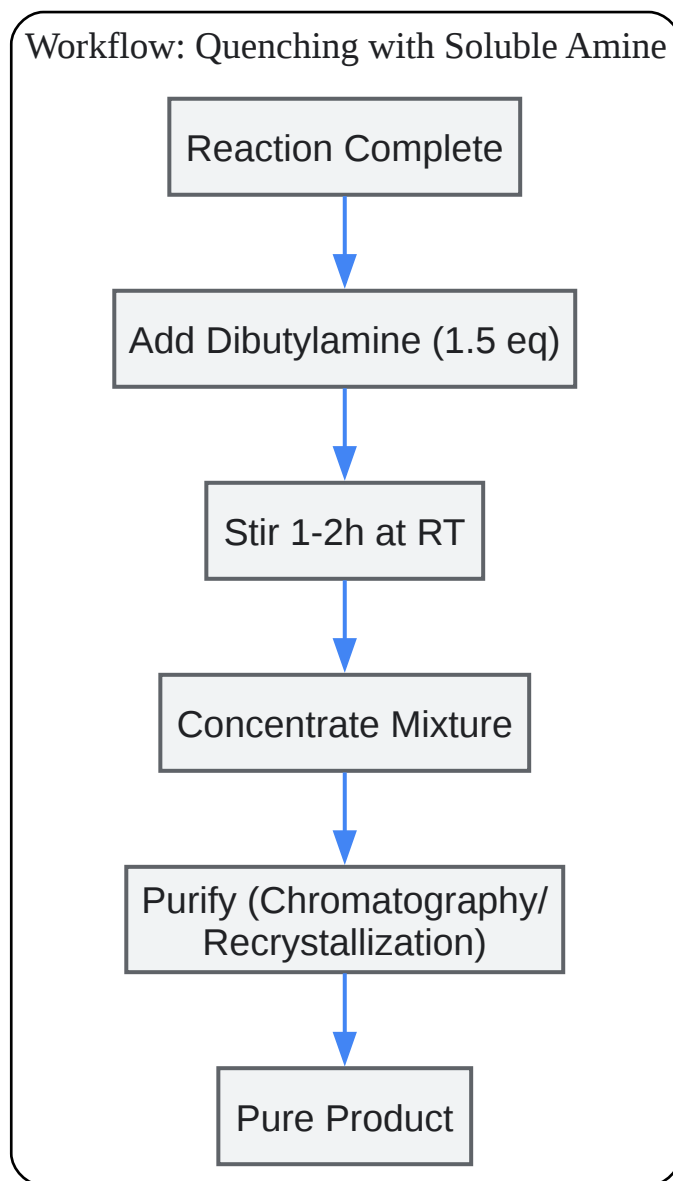 Workflow: Quenching with Soluble Amine
Reaction Complete
Add Dibutylamine (1.5 eq)
Stir 1-2h at RT
Concentrate Mixture
Purify (Chromatography/
Recrystallization)
Pure Product